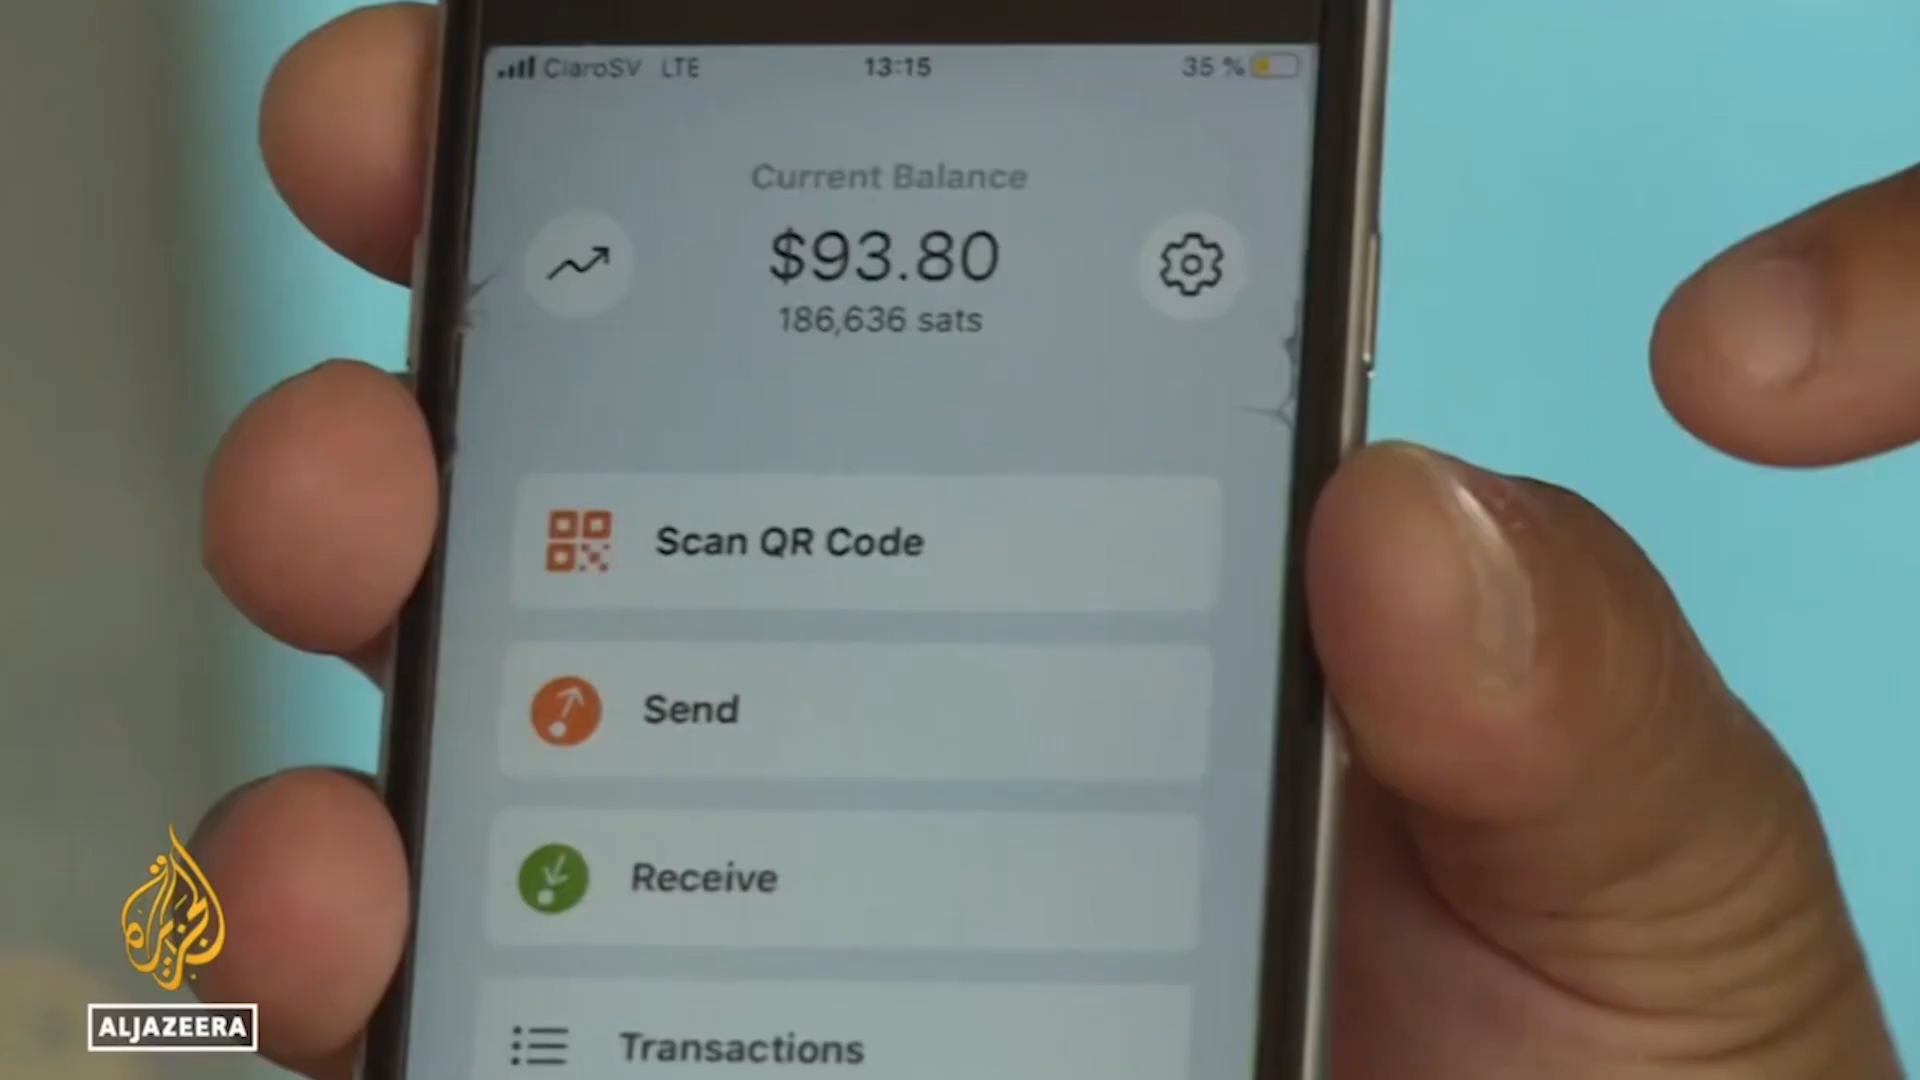 ClaroSV LTE 13:15 35 %
Current Balance
$93.80
186,636 sats
Scan QR Code
Send
Receive
Transactions
الجزيرة
ALJAZEERA